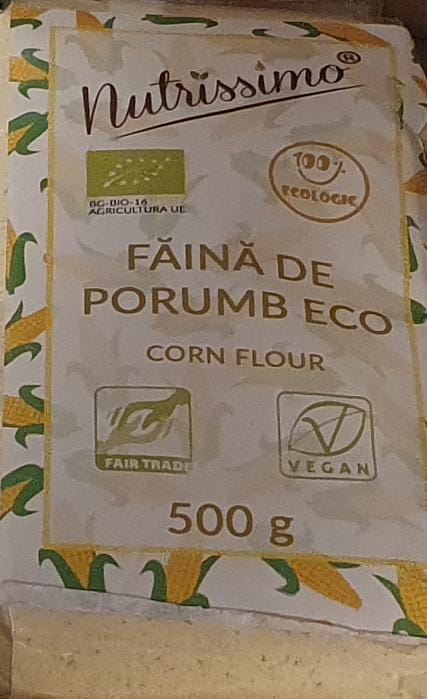 Nutrissimo®
BG-BIO-16
AGRICULTURA UE
100%
ECOLOGIC
FĂINĂ DE
PORUMB ECO
CORN FLOUR
FAIR TRADE
VEGAN
500 g